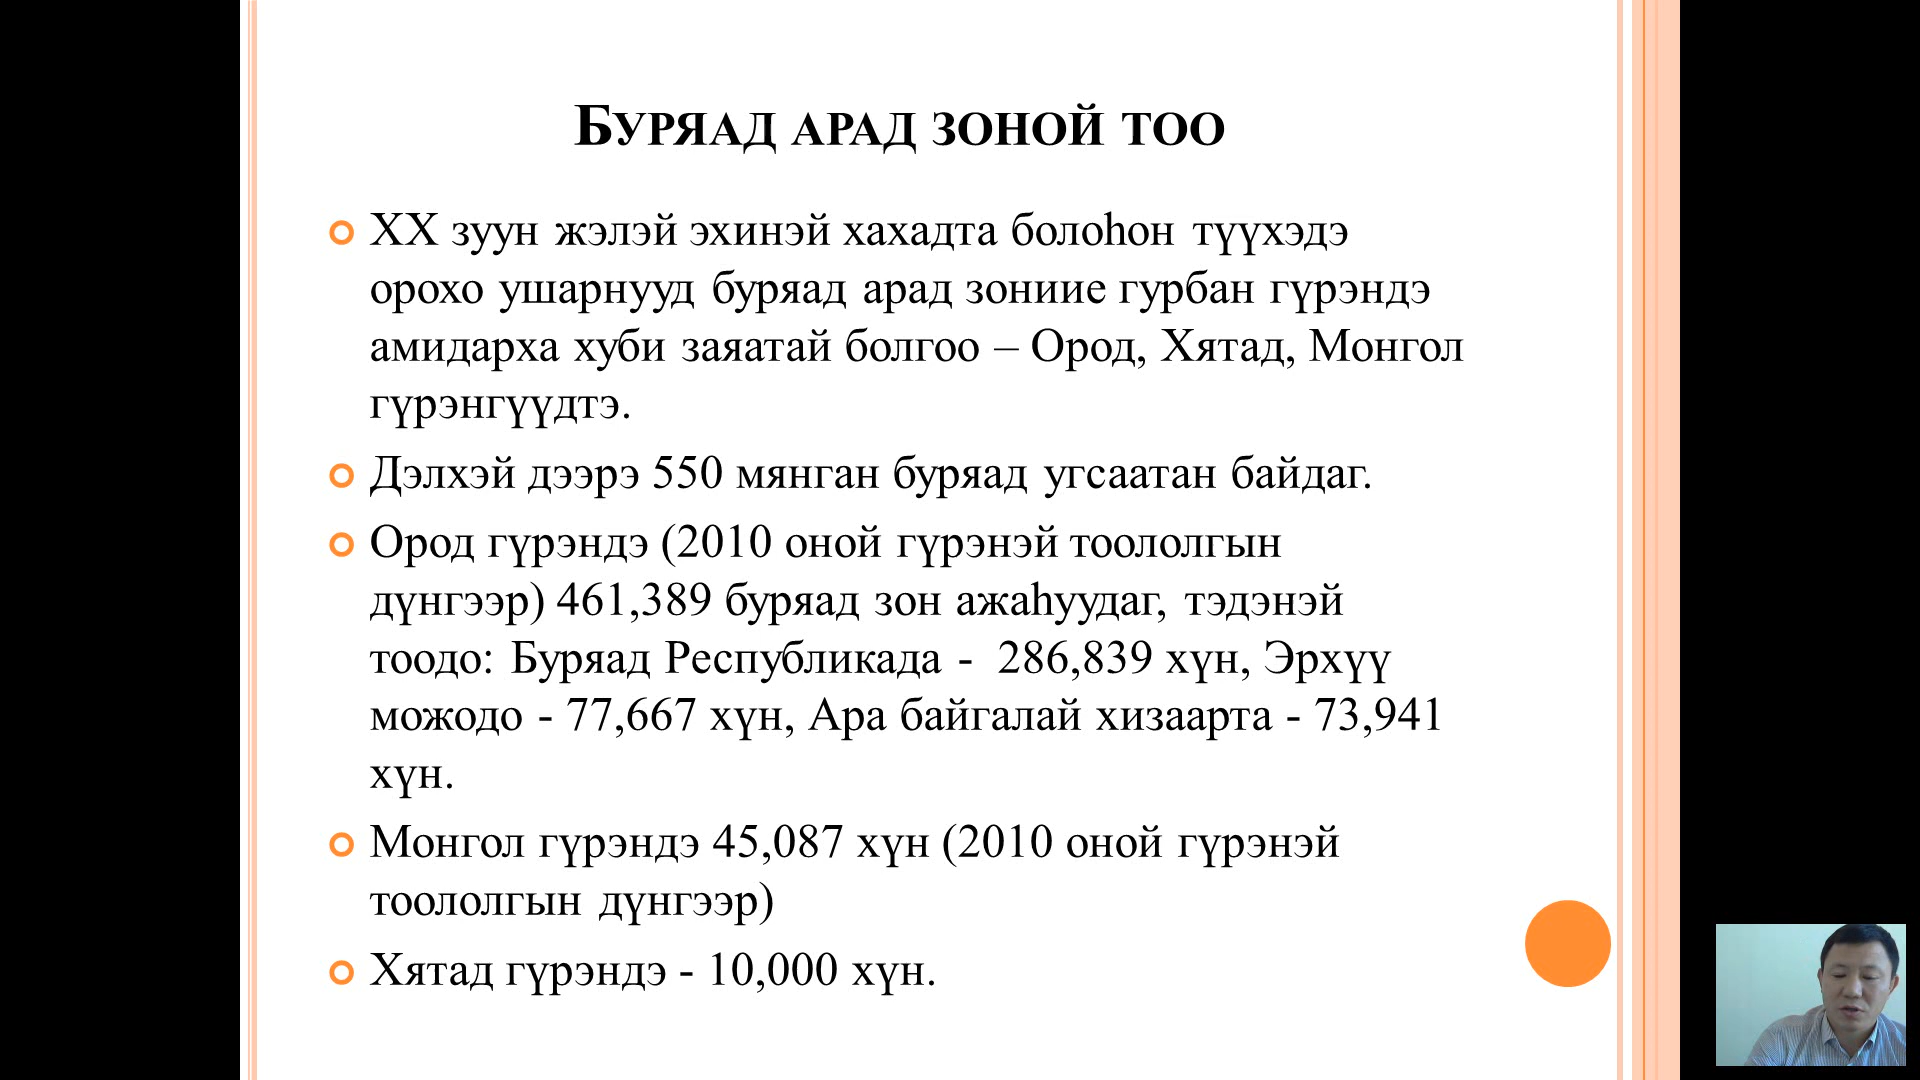 Буряад арад зоной тоо
XX зуун жэлэй эхинэй хахадта болоһон түүхэдэ
орохо ушарнууд буряад арад зониие гурбан гүрэндэ
амидарха хуби заяатай болгоо – Ород, Хятад, Монгол
гүрэнгүүдтэ.
Дэлхэй дээрэ 550 мянган буряад угсаатан байдаг.
Ород гүрэндэ (2010 оной гүрэнэй тоололгын
дүнгээр) 461,389 буряад зон ажаһуудаг, тэдэнэй
тоодо: Буряад Республикада - 286,839 хүн, Эрхүү
можодо - 77,667 хүн, Ара байгалай хизаарта - 73,941
хүн.
Монгол гүрэндэ 45,087 хүн (2010 оной гүрэнэй
тоололгын дүнгээр)
Хятад гүрэндэ - 10,000 хүн.